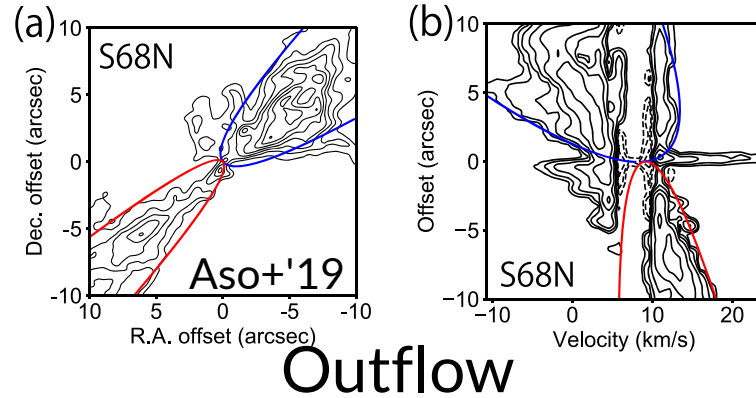 (a)
S68N
Aso+'19
10
5
0
-5
-10
Dec. offset (arcsec)
10 5 0 -5 -10
R.A. offset (arcsec)
(b)
S68N
10
5
0
−5
−10
Offset (arcsec)
−10 0 10 20
Velocity (km/s)
Outflow